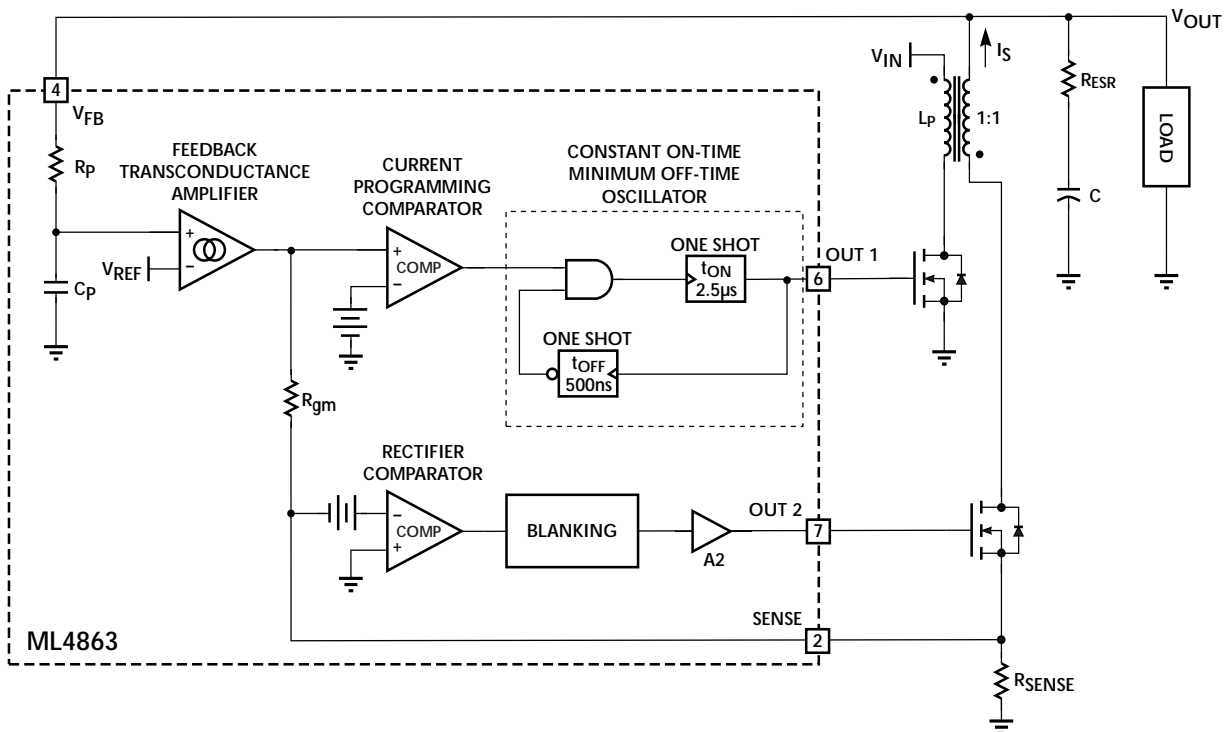 VOUT
IS
VIN
RESR
4
VFB
LP
1:1
LOAD
RP
FEEDBACK
TRANSCONDUCTANCE
AMPLIFIER
CURRENT
PROGRAMMING
COMPARATOR
CONSTANT ON-TIME
MINIMUM OFF-TIME
OSCILLATOR
C
+
–
VREF
+
COMP
–
ONE SHOT
tON
2.5µs
OUT 1
6
CP
ONE SHOT
tOFF
500ns
Rgm
RECTIFIER
COMPARATOR
–
COMP
+
BLANKING
A2
OUT 2
7
ML4863
SENSE
2
RSENSE